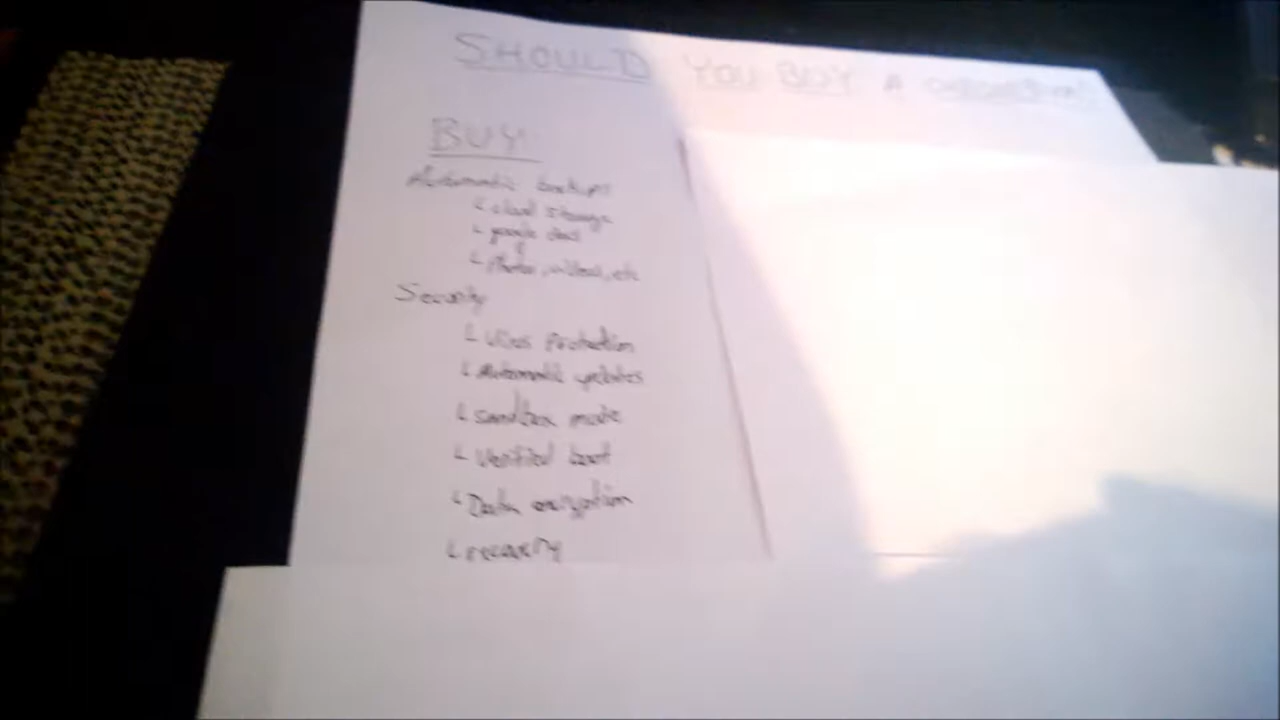 SHOULD YOU BUY A CHROMEBOOK?
BUY
Automatic backups
cloud storage
google docs
Photos, videos, etc
Security
Virus Protection
Automatic updates
sandbox mode
Verified boot
Data encryption
recovery